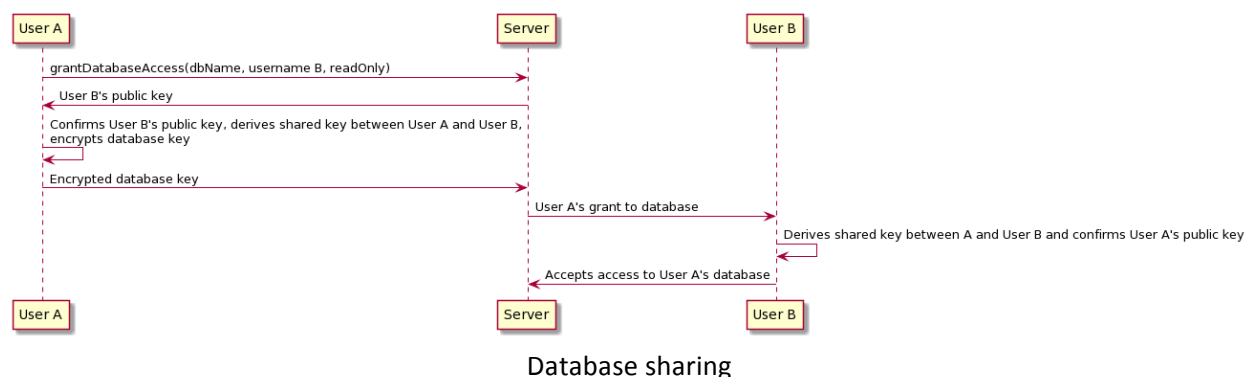 User A Server User B
grantDatabaseAccess(dbName, username B, readOnly)
User B's public key
Confirms User B's public key, derives shared key between User A and User B,
encrypts database key
Encrypted database key
User A's grant to database
Derives shared key between A and User B and confirms User A's public key
Accepts access to User A's database
User A Server User B
Database sharing